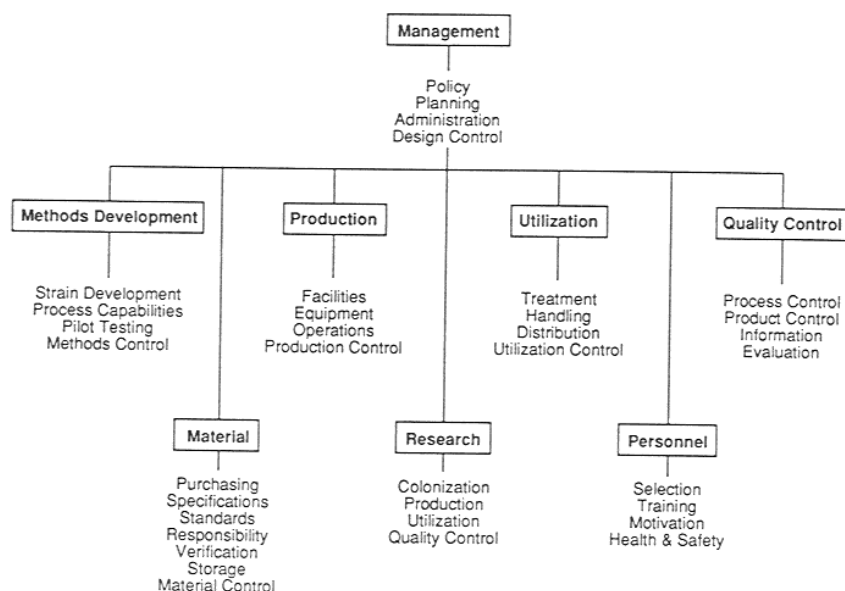 Management
Policy
Planning
Administration
Design Control
Methods Development
Strain Development
Process Capabilities
Pilot Testing
Methods Control
Production
Facilities
Equipment
Operations
Production Control
Utilization
Treatment
Handling
Distribution
Utilization Control
Quality Control
Process Control
Product Control
Information
Evaluation
Material
Purchasing
Specifications
Standards
Responsibility
Verification
Storage
Material Control
Research
Colonization
Production
Utilization
Quality Control
Personnel
Selection
Training
Motivation
Health & Safety